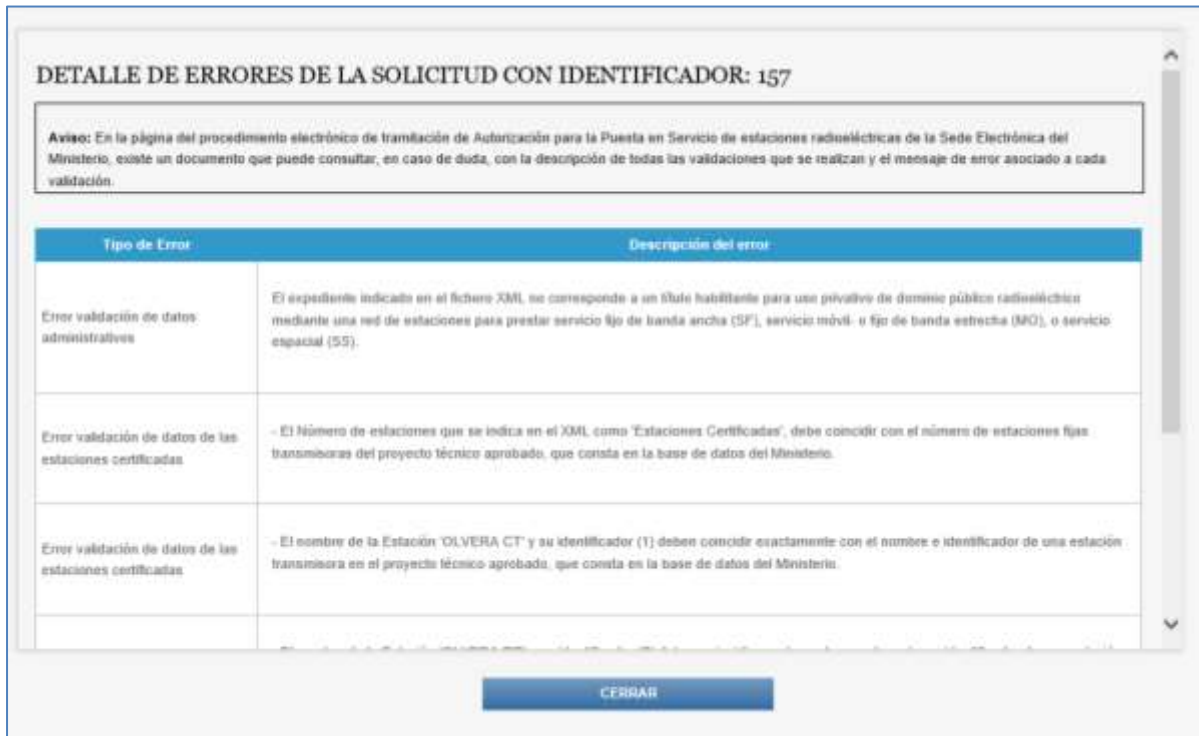 DETALLE DE ERRORES DE LA SOLICITUD CON IDENTIFICADOR: 157
Aviso: En la página del procedimiento electrónico de tramitación de Autorización para la Puesta en Servicio de estaciones radioeléctricas de la Sede Electrónica del
Ministerio, existe un documento que puede consultar, en caso de duda, con la descripción de todas las validaciones que se realizan y el mensaje de error asociado a cada
validación.
Tipo de Error
Descripción del error
Error validación de datos
administrativos
El expediente indicado en el fichero XML no corresponde a un título habilitante para uso privativo de dominio público radioeléctrico
mediante una red de estaciones para prestar servicio fijo de banda ancha (SF), servicio móvil- o fijo de banda estrecha (MO), o servicio
espacial (SS).
Error validación de datos de las
estaciones certificadas
- El Número de estaciones que se indica en el XML como 'Estaciones Certificadas', debe coincidir con el número de estaciones fijas
transmisoras del proyecto técnico aprobado, que consta en la base de datos del Ministerio.
Error validación de datos de las
estaciones certificadas
- El nombre de la Estación 'OLVERA CT' y su identificador (1) deben coincidir exactamente con el nombre e identificador de una estación
transmisora en el proyecto técnico aprobado, que consta en la base de datos del Ministerio.
CERRAR